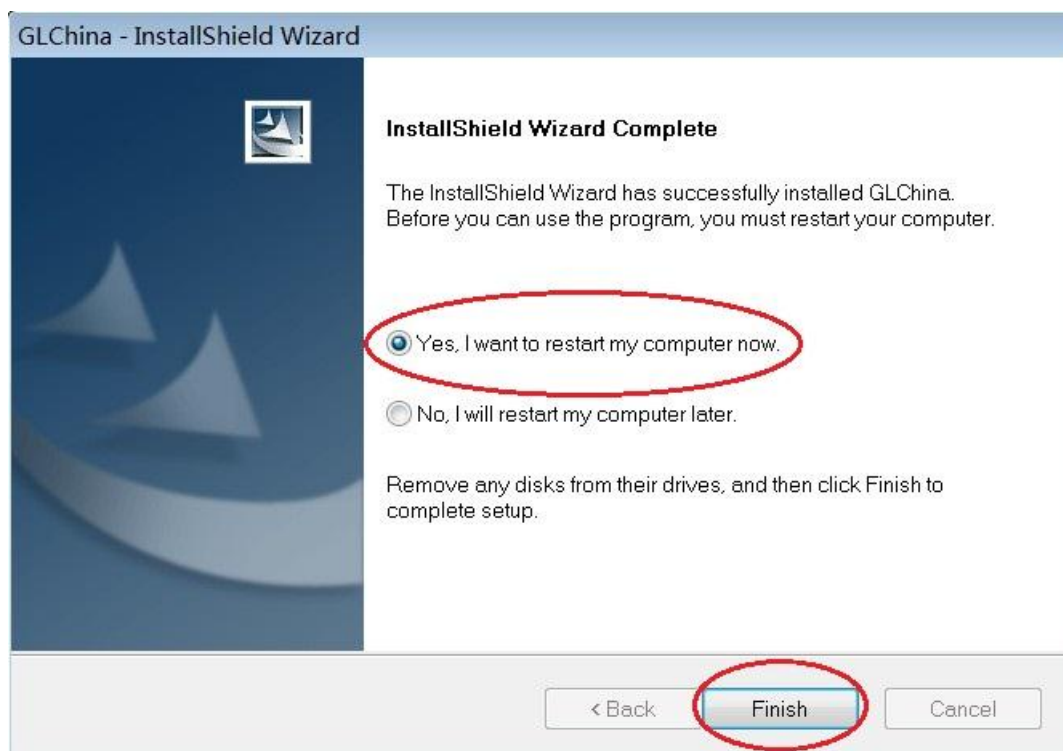 GLChina - InstallShield Wizard
InstallShield Wizard Complete
The InstallShield Wizard has successfully installed GLChina.
Before you can use the program, you must restart your computer.
Yes, I want to restart my computer now.
No, I will restart my computer later.
Remove any disks from their drives, and then click Finish to
complete setup.
< Back
Finish
Cancel